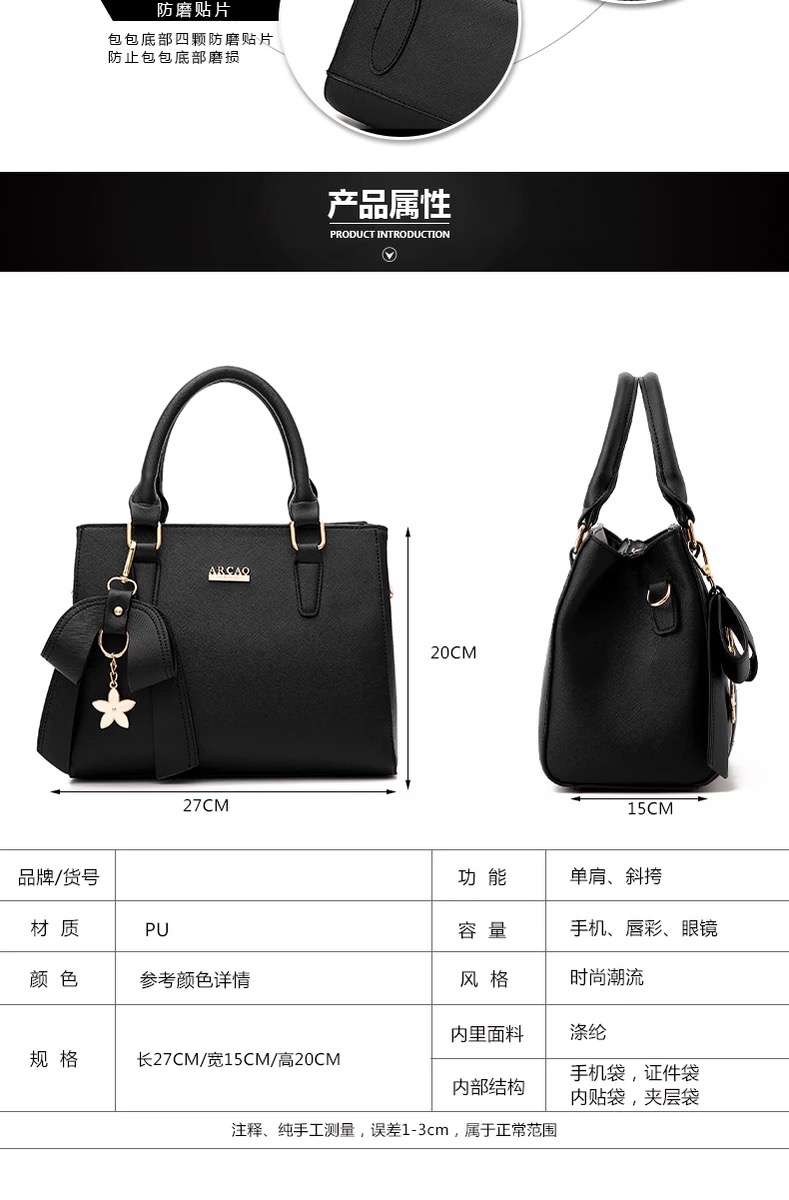 防磨贴片
包包底部四颗防磨贴片
防止包包底部磨损
产品属性
PRODUCT INTRODUCTION
ARCAO
20CM
27CM
15CM
品牌/货号
功 能
单肩、斜挎
材 质
PU
容 量
手机、唇彩、眼镜
颜 色
参考颜色详情
风 格
时尚潮流
规 格
长27CM/宽15CM/高20CM
内里面料
涤纶
内部结构
手机袋，证件袋
内贴袋，夹层袋
注释、纯手工测量，误差1-3cm，属于正常范围